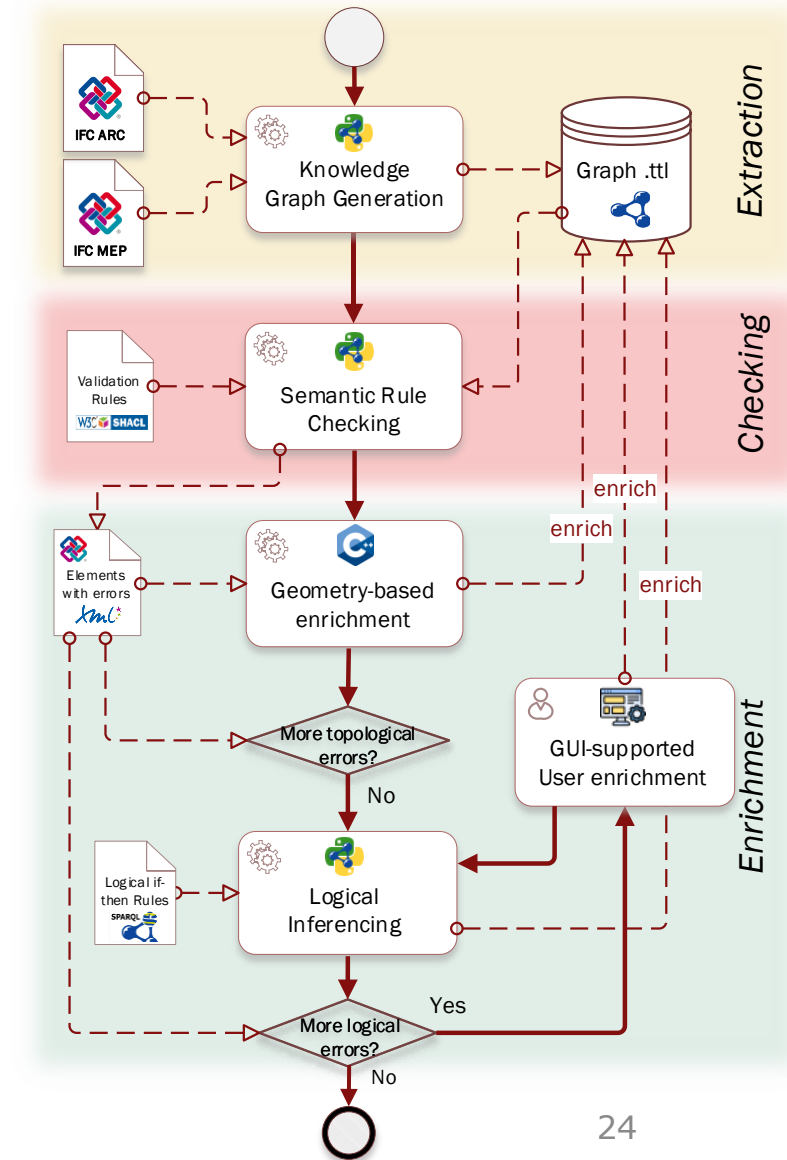 Extraction
IFC ARC
IFC MEP
Knowledge
Graph Generation
Graph .ttl
Checking
Validation
Rules
W3C SHACL
Semantic Rule
Checking
Enrichment
enrich
enrich
enrich
Elements
with errors
Xml
C++
Geometry-based
enrichment
More topological
errors?
No
GUI-supported
User enrichment
Logical if-
then Rules
SPARQL
Logical
Inferencing
More logical
errors?
Yes
No
24